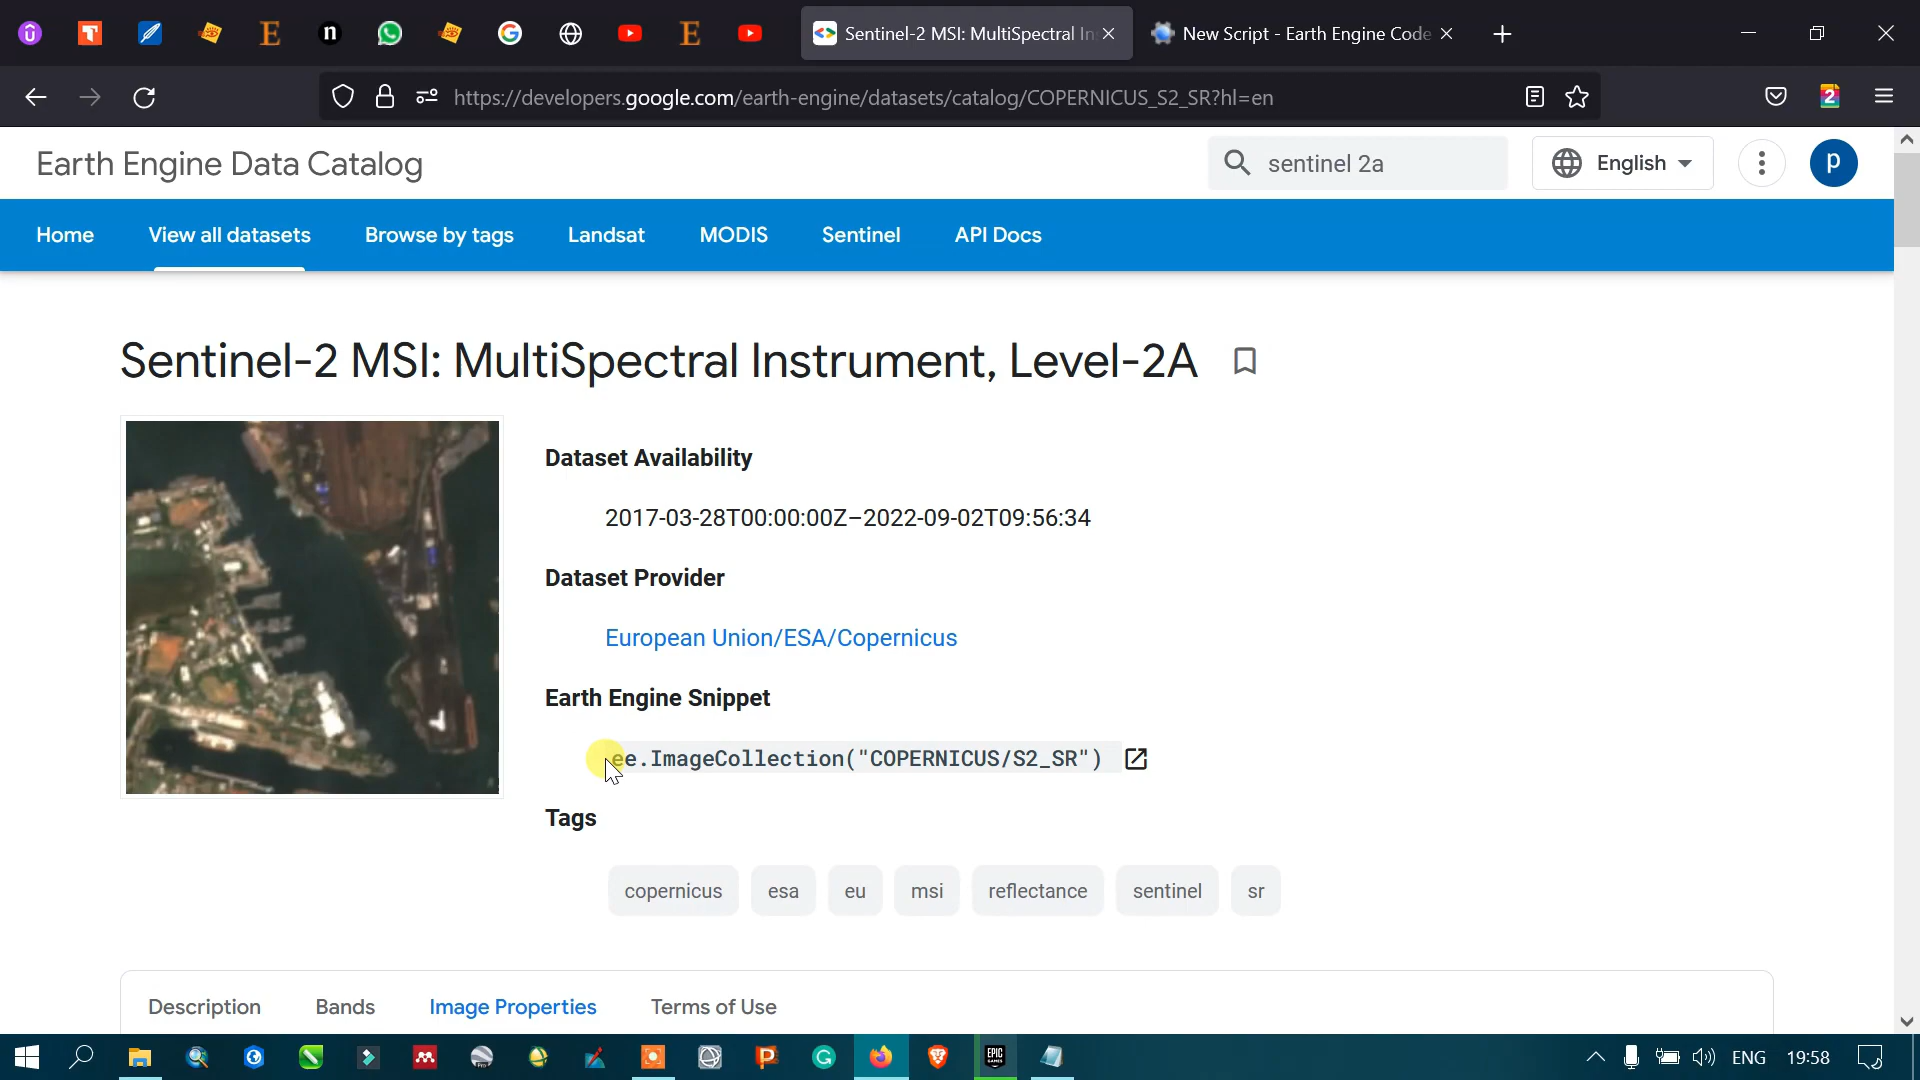 Sentinel-2 MSI: MultiSpectral In
New Script - Earth Engine Code
https://developers.google.com/earth-engine/datasets/catalog/COPERNICUS_S2_SR?hl=en
2
Earth Engine Data Catalog
sentinel 2a
English
p
Home
View all datasets
Browse by tags
Landsat
MODIS
Sentinel
API Docs
Sentinel-2 MSI: MultiSpectral Instrument, Level-2A
Dataset Availability
2017-03-28T00:00:00Z–2022-09-02T09:56:34
Dataset Provider
European Union/ESA/Copernicus
Earth Engine Snippet
ee.ImageCollection("COPERNICUS/S2_SR")
Tags
copernicus
esa
eu
msi
reflectance
sentinel
sr
Description
Bands
Image Properties
Terms of Use
ENG
19:58